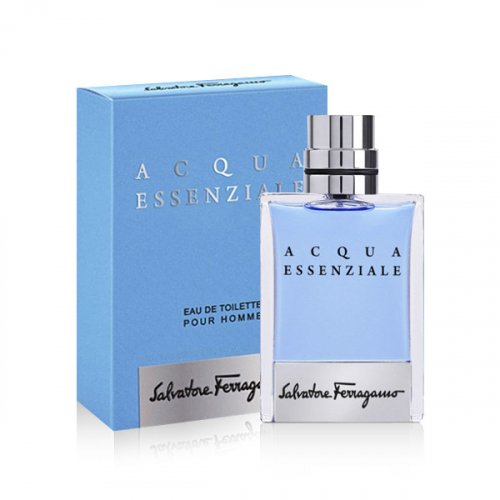 Salvatore Ferragamo
ACQUA
ESSENZIALE
EAU DE TOILETTE
POUR HOMME
Salvatore Ferragamo
ACQUA
ESSENZIALE
Salvatore Ferragamo